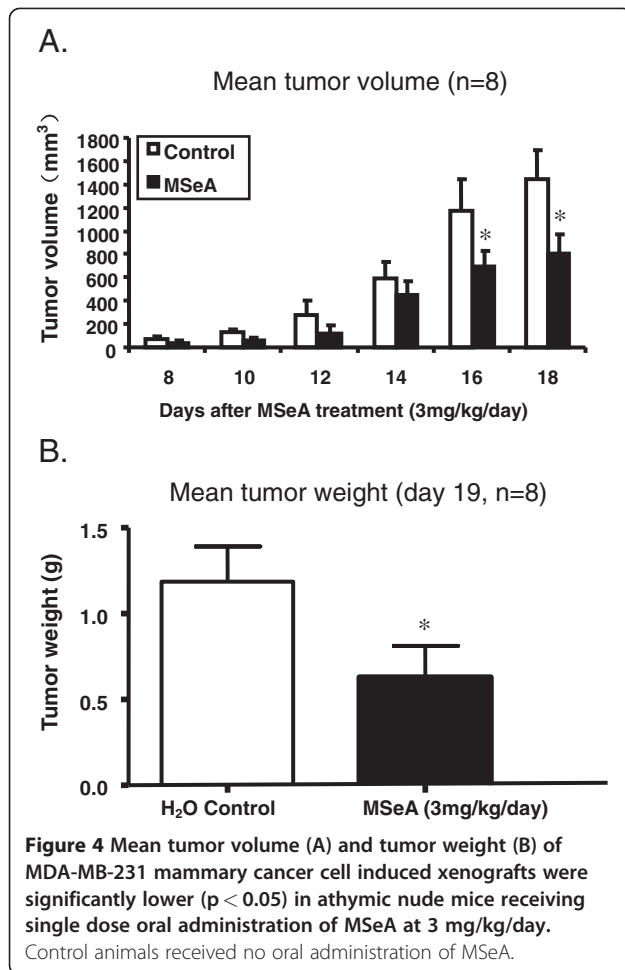 A.
Mean tumor volume (n=8)
Tumor volume (mm³)
1800
1600
1400
1200
1000
800
600
400
200
0
Control
MSeA
*
*
8 10 12 14 16 18
Days after MSeA treatment (3mg/kg/day)
B.
Mean tumor weight (day 19, n=8)
Tumor weight (g)
1.5
1.0
0.5
0.0
*
H₂O Control MSeA (3mg/kg/day)
Figure 4 Mean tumor volume (A) and tumor weight (B) of
MDA-MB-231 mammary cancer cell induced xenografts were
significantly lower (p < 0.05) in athymic nude mice receiving
single dose oral administration of MSeA at 3 mg/kg/day.
Control animals received no oral administration of MSeA.